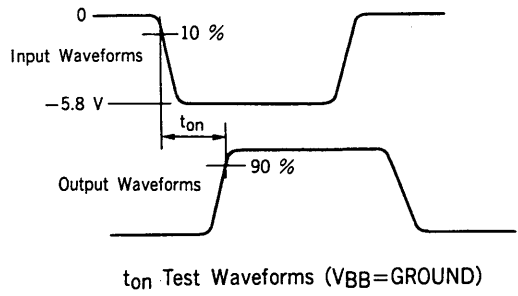 0
10 %
Input Waveforms
−5.8 V
ton
90 %
Output Waveforms
ton Test Waveforms (VBB=GROUND)